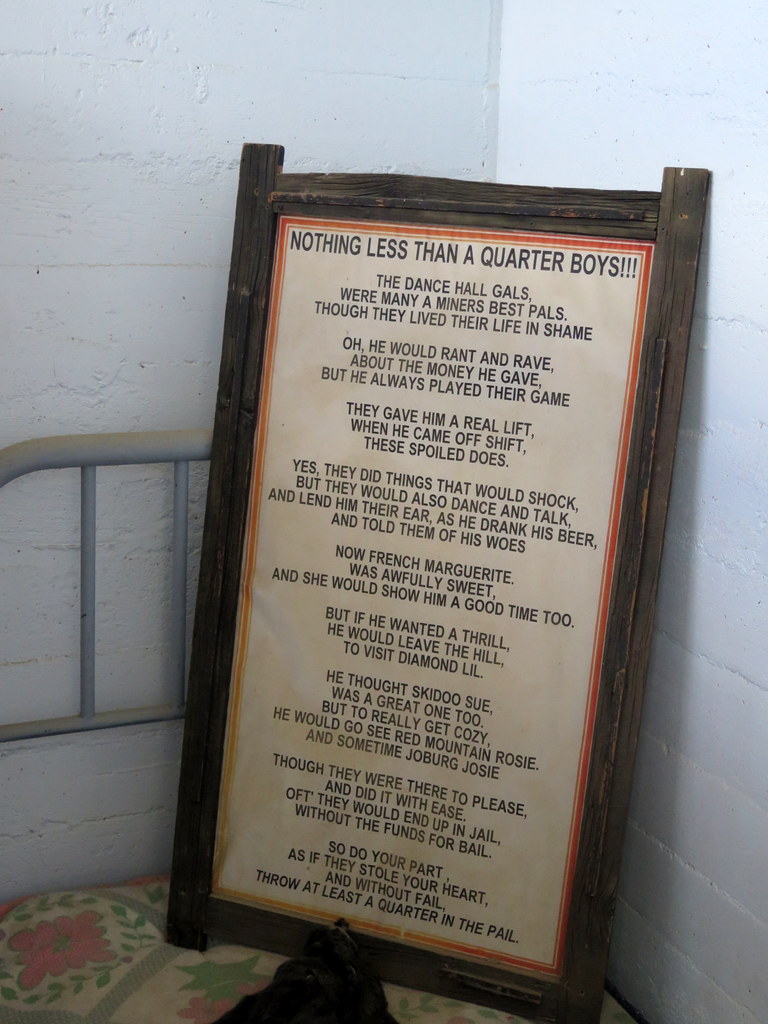 NOTHING LESS THAN A QUARTER BOYS!!!
THE DANCE HALL GALS,
WERE MANY A MINERS BEST PALS.
THOUGH THEY LIVED THEIR LIFE IN SHAME
OH, HE WOULD RANT AND RAVE,
ABOUT THE MONEY HE GAVE,
BUT HE ALWAYS PLAYED THEIR GAME
THEY GAVE HIM A REAL LIFT,
WHEN HE CAME OFF SHIFT,
THESE SPOILED DOES.
YES, THEY DID THINGS THAT WOULD SHOCK,
BUT THEY WOULD ALSO DANCE AND TALK,
AND LEND HIM THEIR EAR, AS HE DRANK HIS BEER,
AND TOLD THEM OF HIS WOES
NOW FRENCH MARGUERITE.
WAS AWFULLY SWEET,
AND SHE WOULD SHOW HIM A GOOD TIME TOO.
BUT IF HE WANTED A THRILL,
HE WOULD LEAVE THE HILL,
TO VISIT DIAMOND LIL.
HE THOUGHT SKIDOO SUE,
WAS A GREAT ONE TOO.
BUT TO REALLY GET COZY,
HE WOULD GO SEE RED MOUNTAIN ROSIE.
AND SOMETIME JOBURG JOSIE
THOUGH THEY WERE THERE TO PLEASE,
AND DID IT WITH EASE.
OFT' THEY WOULD END UP IN JAIL,
WITHOUT THE FUNDS FOR BAIL.
SO DO YOUR PART,
AS IF THEY STOLE YOUR HEART,
AND WITHOUT FAIL,
THROW AT LEAST A QUARTER IN THE PAIL.